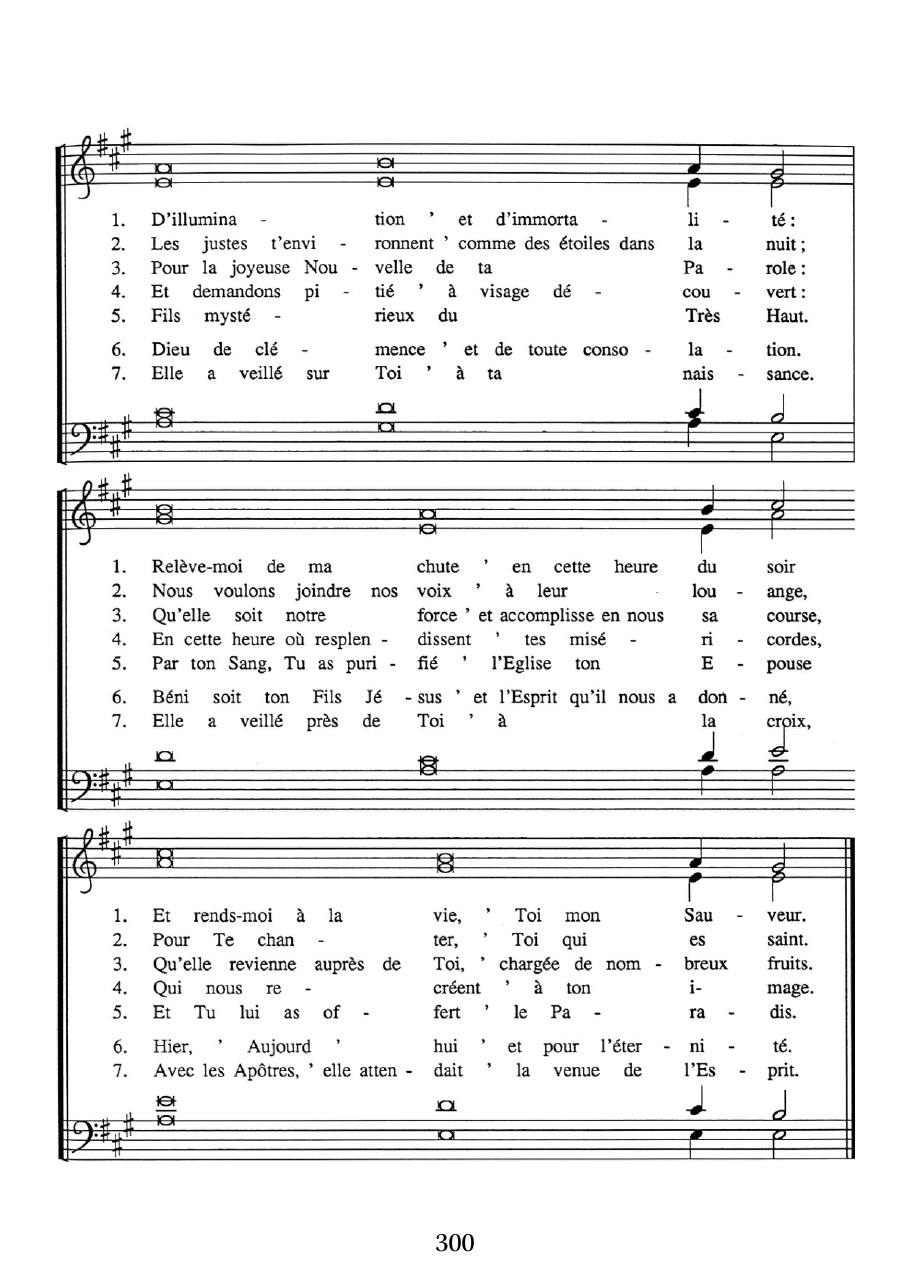 1. D'illumina - tion ’ et d'immorta - li - té :
2. Les justes t'envi - ronnent ’ comme des étoiles dans la nuit ;
3. Pour la joyeuse Nou - velle de ta Pa - role :
4. Et demandons pi - tié ’ à visage dé - cou - vert :
5. Fils mysté - rieux du Très Haut.
6. Dieu de clé - mence ’ et de toute conso - la - tion.
7. Elle a veillé sur Toi ’ à ta nais - sance.
1. Relève-moi de ma chute ’ en cette heure du soir
2. Nous voulons joindre nos voix ’ à leur lou - ange,
3. Qu'elle soit notre force ’ et accomplisse en nous sa course,
4. En cette heure où resplen - dissent ’ tes misé - ri - cordes,
5. Par ton Sang, Tu as puri - fié ’ l'Eglise ton E - pouse
6. Béni soit ton Fils Jé - sus ’ et l'Esprit qu'il nous a don - né,
7. Elle a veillé près de Toi ’ à la croix,
1. Et rends-moi à la vie, ’ Toi mon Sau - veur.
2. Pour Te chan - ter, ’ Toi qui es saint.
3. Qu'elle revienne auprès de Toi, ’ chargée de nom - breux fruits.
4. Qui nous re - créent ’ à ton i- mage.
5. Et Tu lui as of - fert ’ le Pa - ra - dis.
6. Hier, ’ Aujourd ’ hui ’ et pour l'éter - ni - té.
7. Avec les Apôtres, ’ elle atten - dait ’ la venue de l'Es - prit.
300